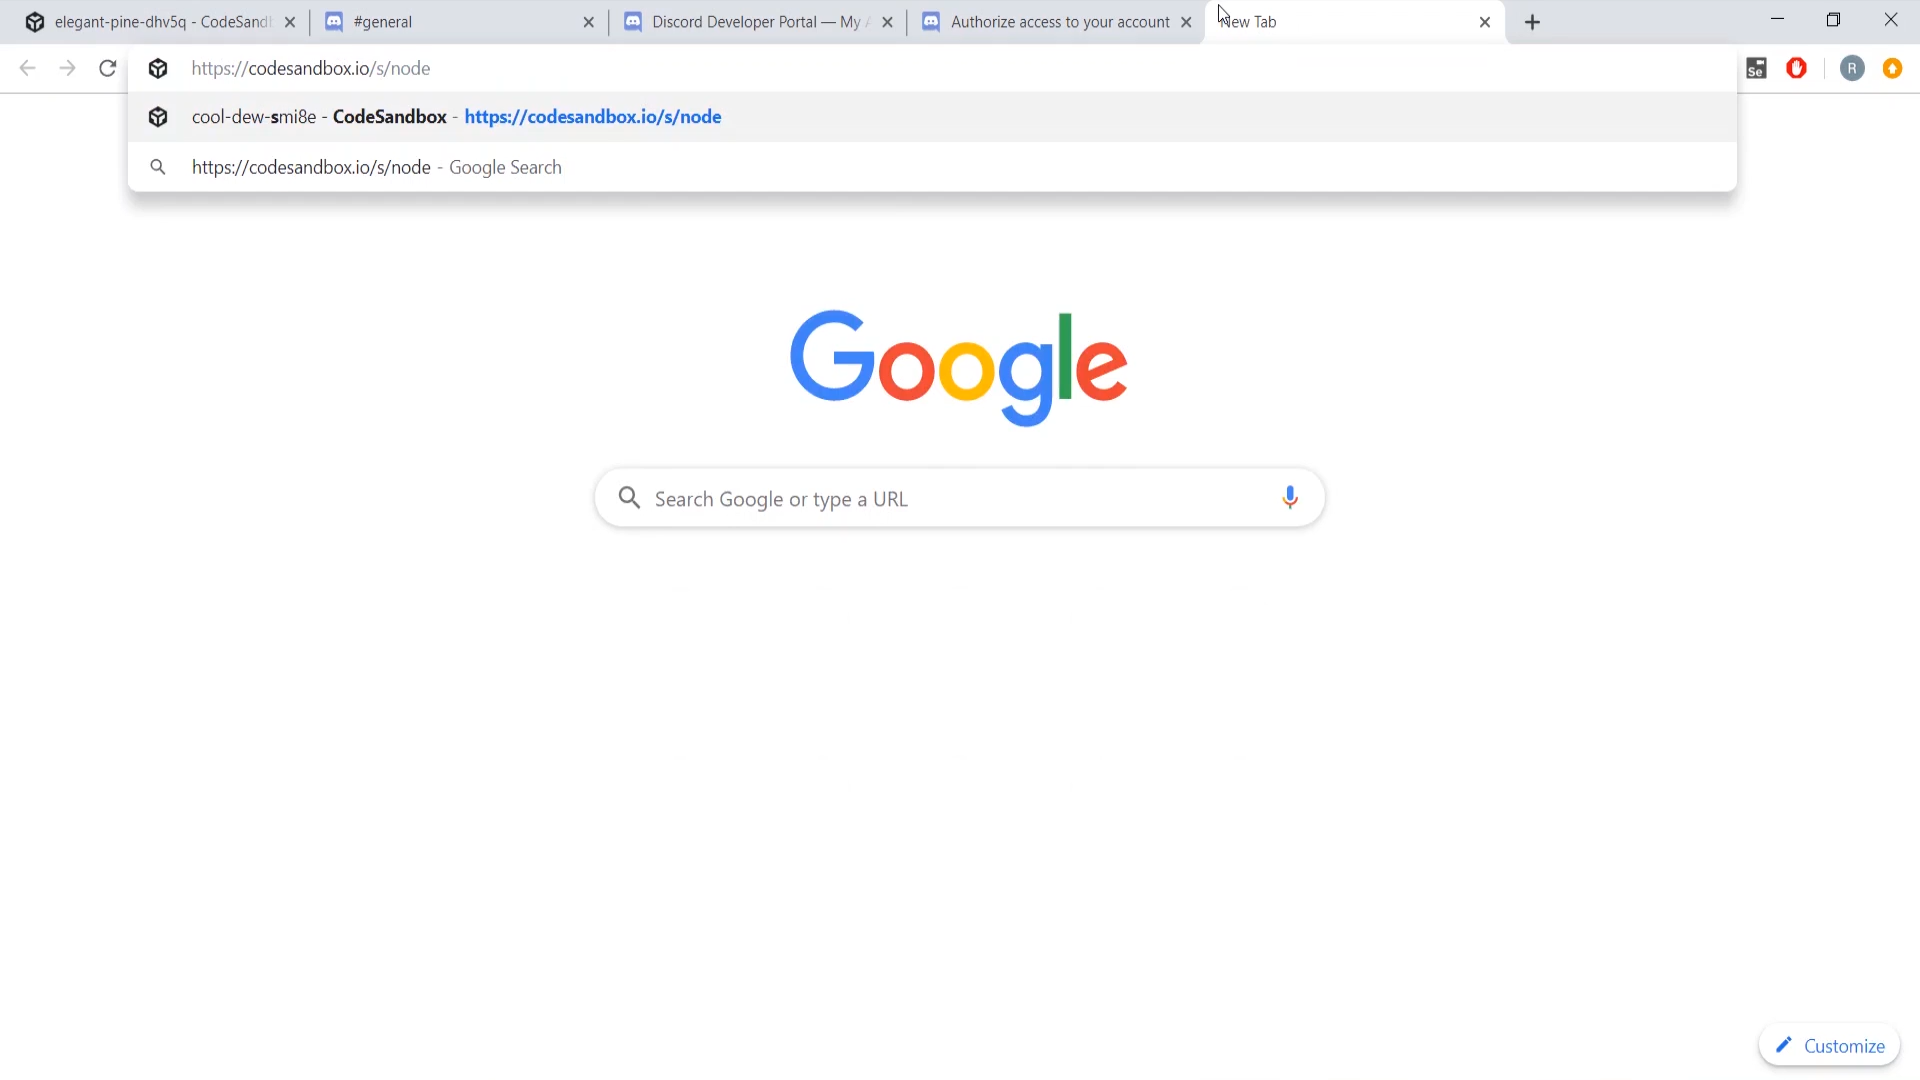 elegant-pine-dhv5q - CodeSand
#general
Discord Developer Portal — My
Authorize access to your account
New Tab
https://codesandbox.io/s/node
Se
R
cool-dew-smi8e - CodeSandbox - https://codesandbox.io/s/node
https://codesandbox.io/s/node - Google Search
Google
Search Google or type a URL
Customize